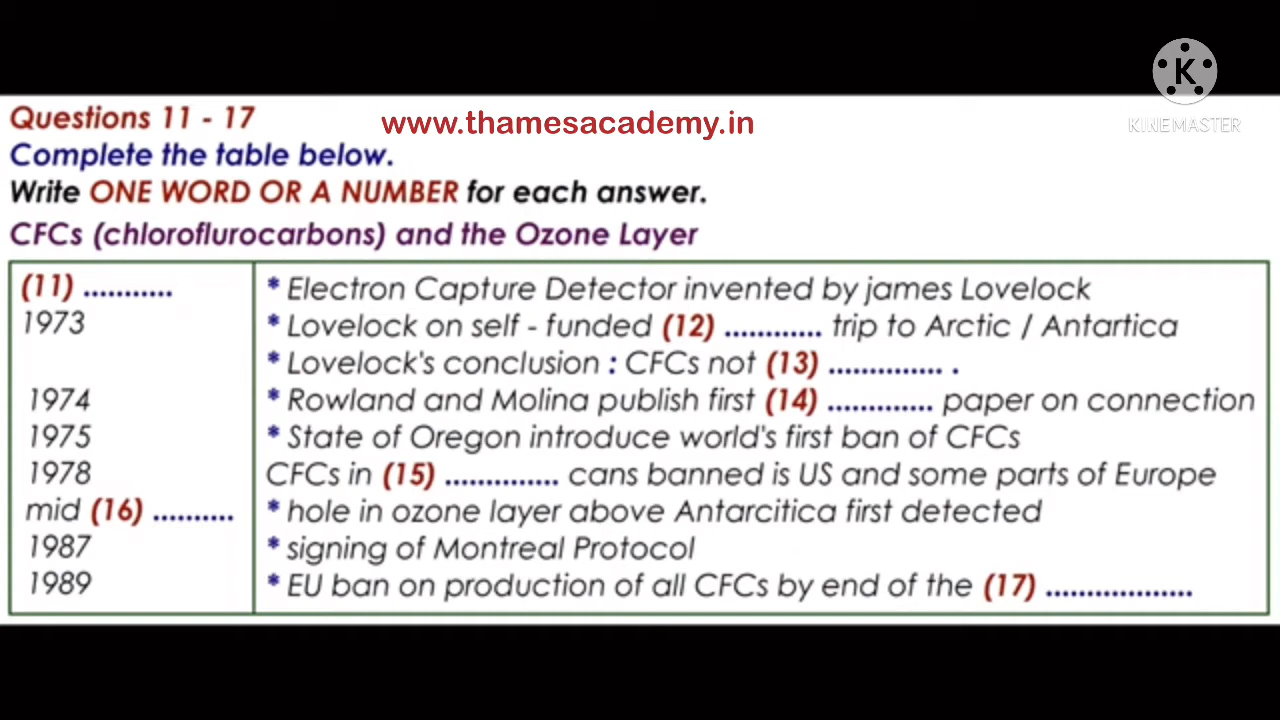 K
KINEMASTER
Questions 11 - 17
www.thamesacademy.in
Complete the table below.
Write ONE WORD OR A NUMBER for each answer.
CFCs (chloroflurocarbons) and the Ozone Layer
(11) ........... * Electron Capture Detector invented by james Lovelock
1973 * Lovelock on self - funded (12) ............ trip to Arctic / Antartica
* Lovelock's conclusion : CFCs not (13) .............. .
1974 * Rowland and Molina publish first (14) ............. paper on connection
1975 * State of Oregon introduce world's first ban of CFCs
1978 CFCs in (15) .............. cans banned is US and some parts of Europe
mid (16) .......... * hole in ozone layer above Antarcitica first detected
1987 * signing of Montreal Protocol
1989 * EU ban on production of all CFCs by end of the (17) ..................